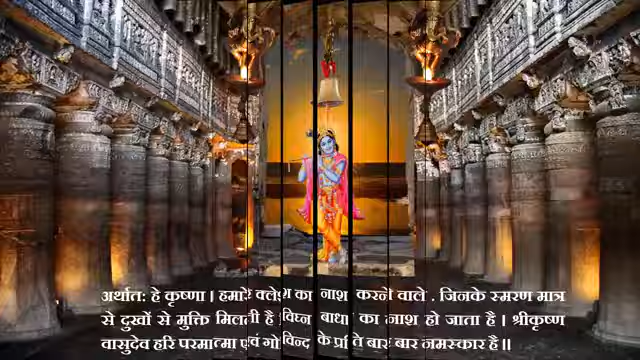 अर्थात: हे कृष्णा । हमारे क्लेश का नाश करने वाले . जिनके स्मरण मात्र
से दुखों से मुक्ति मिलती है विघ्न बाधा का नाश हो जाता है । श्रीकृष्ण
वासुदेव हरि परमात्मा एवं गोविन्द के प्रति बार बार नमस्कार है ॥